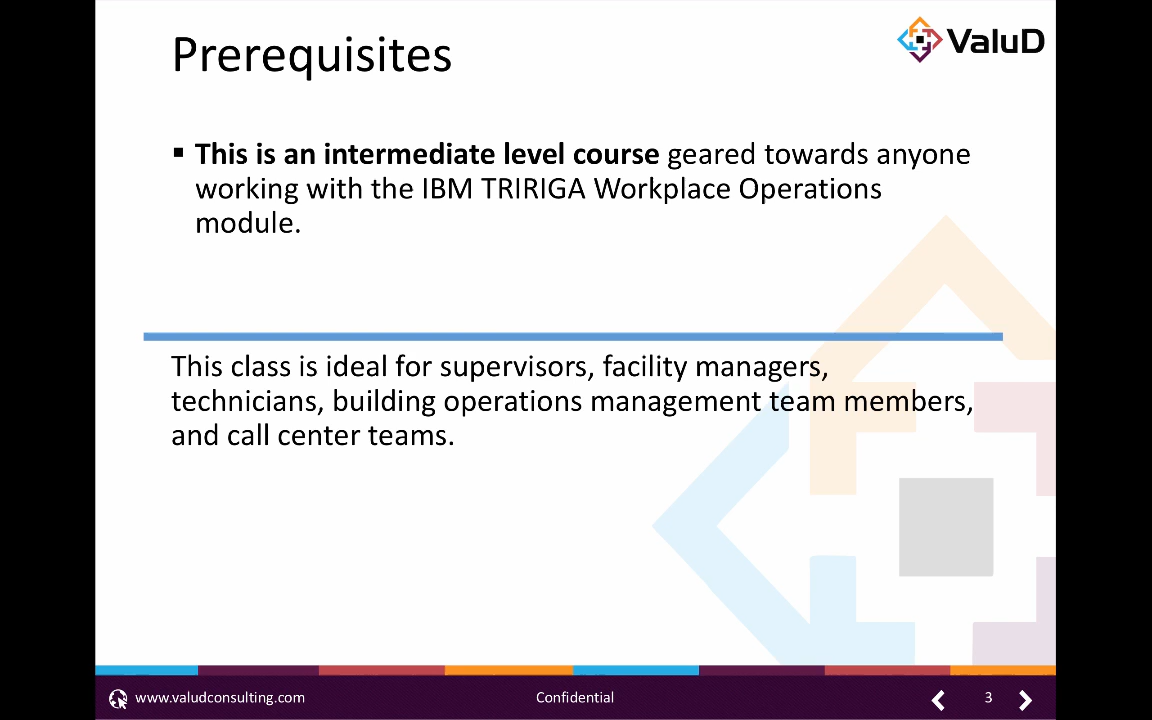 Prerequisites
ValuD
▪ This is an intermediate level course geared towards anyone
working with the IBM TRIRIGA Workplace Operations
module.
This class is ideal for supervisors, facility managers,
technicians, building operations management team members,
and call center teams.
www.valudconsulting.com
Confidential
3